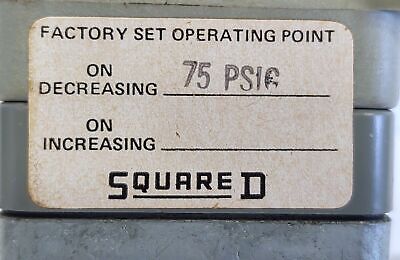 FACTORY SET OPERATING POINT
ON
DECREASING 75 PSIG
ON
INCREASING
SQUARE D